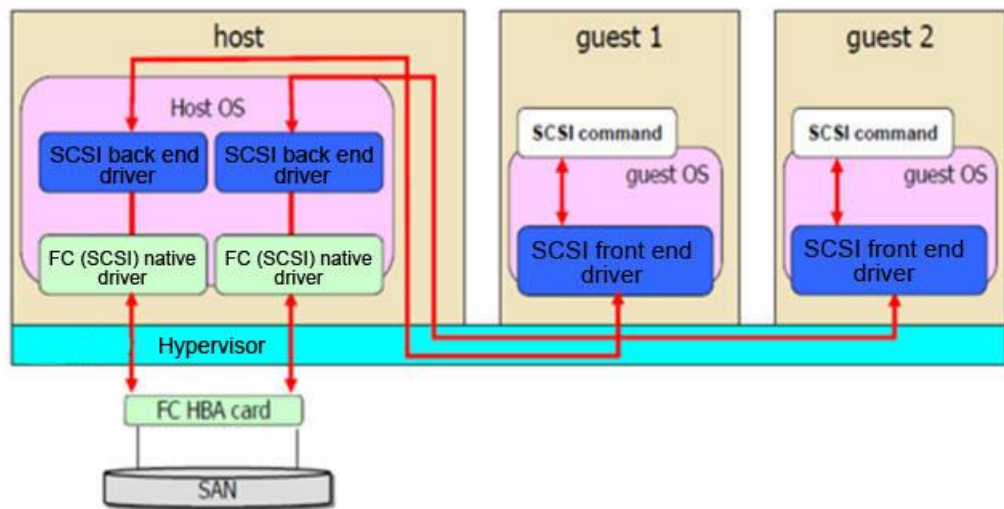 host
guest 1
guest 2
Host OS
SCSI back end
driver
SCSI back end
driver
FC (SCSI) native
driver
FC (SCSI) native
driver
SCSI command
guest OS
SCSI front end
driver
SCSI command
guest OS
SCSI front end
driver
Hypervisor
FC HBA card
SAN